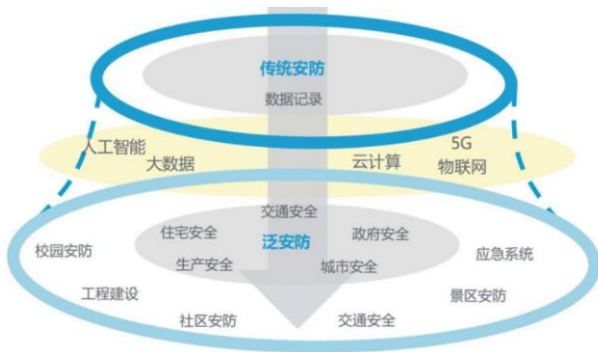 传统安防
数据记录
人工智能
大数据
云计算
5G
物联网
交通安全
住宅安全
泛安防
政府安全
校园安防
应急系统
生产安全
城市安全
工程建设
景区安防
社区安防
交通安全